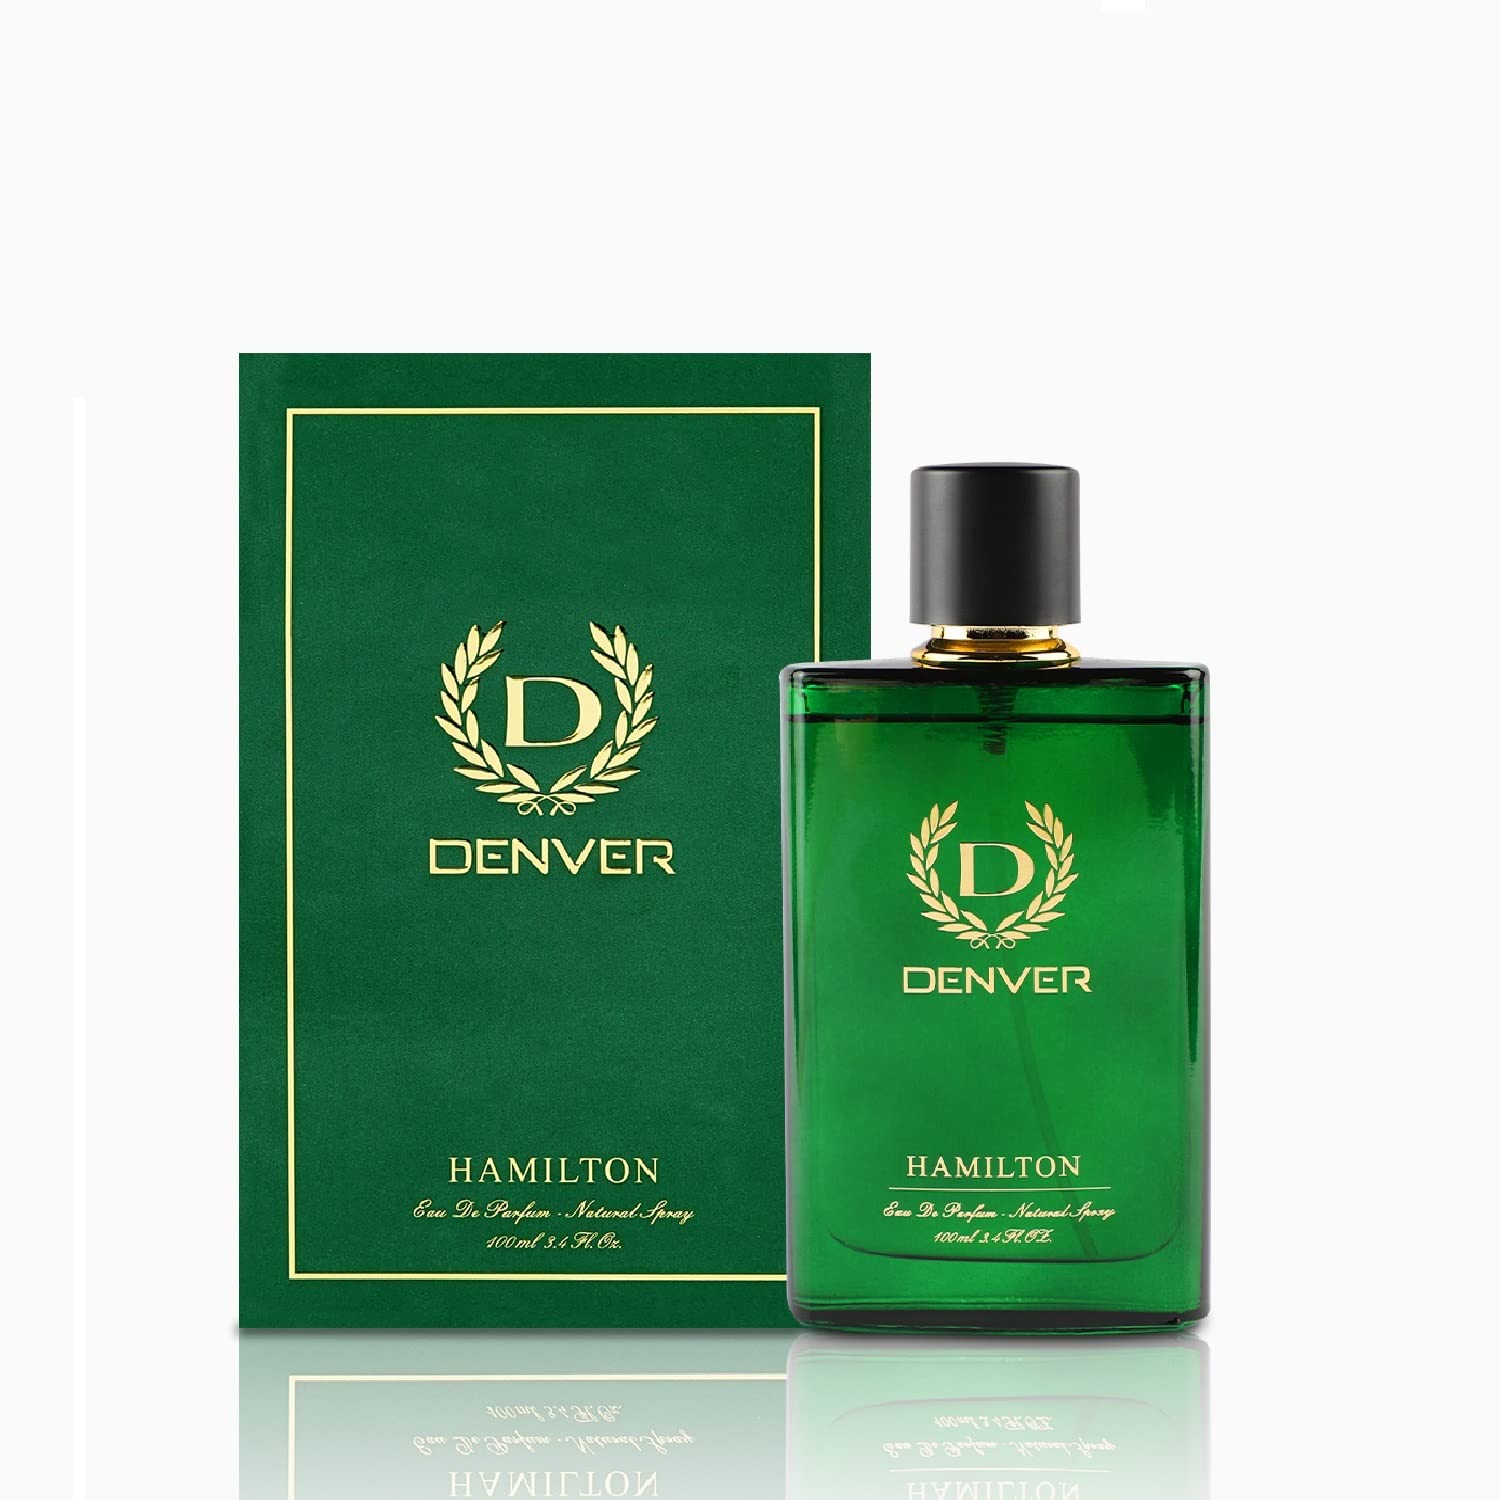 D
DENVER
HAMILTON
Eau De Parfum - Natural Spray
100ml 3.4 Fl. Oz.
D
DENVER
HAMILTON
Eau De Parfum - Natural Spray
100ml 3.4 Fl. OZ.